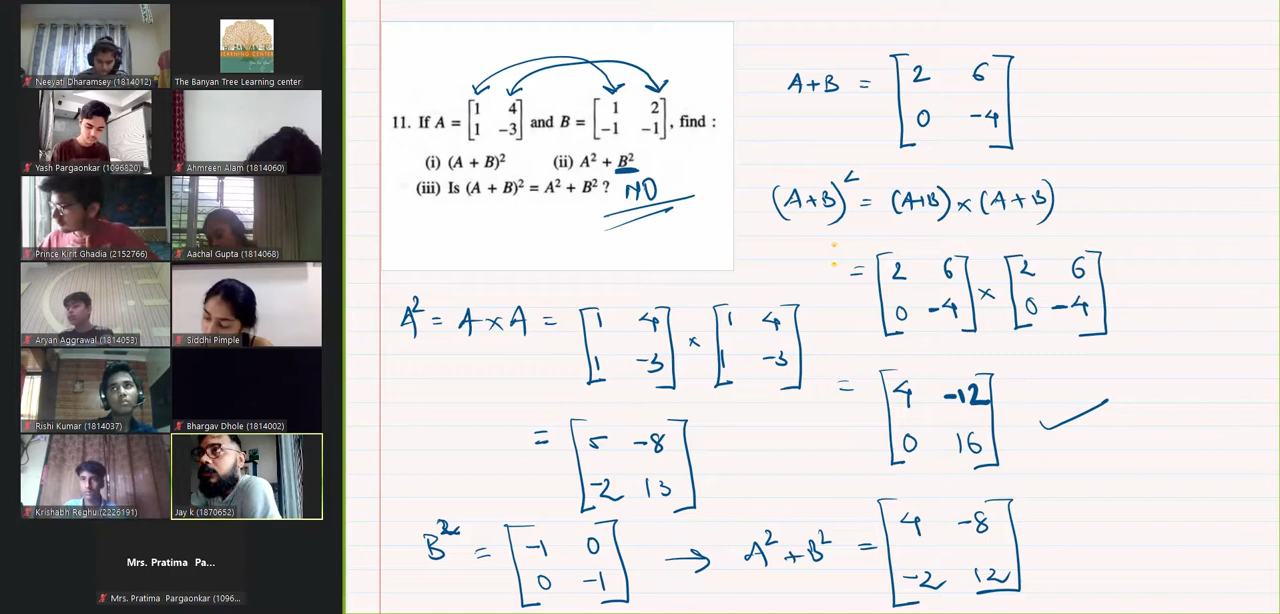 Neeyati Dharamsey (1814012)
LEARNING CENTER
The Banyan Tree Learning center
Yash Pargaonkar (1096820)
Ahmreen Alam (1814060)
Prince Kirit Ghadia (2152766)
Aachal Gupta (1814068)
Aryan Aggrawal (1814053)
Siddhi Pimple
Rishi Kumar (1814037)
Bhargav Dhole (1814002)
Krishabh Reghu (2226191)
Jay k (1870652)
Mrs. Pratima Pa...
Mrs. Pratima Pargaonkar (1096...
11. If A = [1 4
1 -3] and B = [1 2
-1 -1], find :
(i) (A + B)² (ii) A² + B²
(iii) Is (A + B)² = A² + B² ? NO
A+B = [2 6
0 -4]
(A+B)² = (A+B) × (A+B)
= [2 6
0 -4] × [2 6
0 -4]
= [4 -12
0 16]
A² = A × A = [1 4
1 -3] × [1 4
1 -3]
= [5 -8
-2 13]
B² = [-1 0
0 -1] → A² + B² = [4 -8
-2 12]